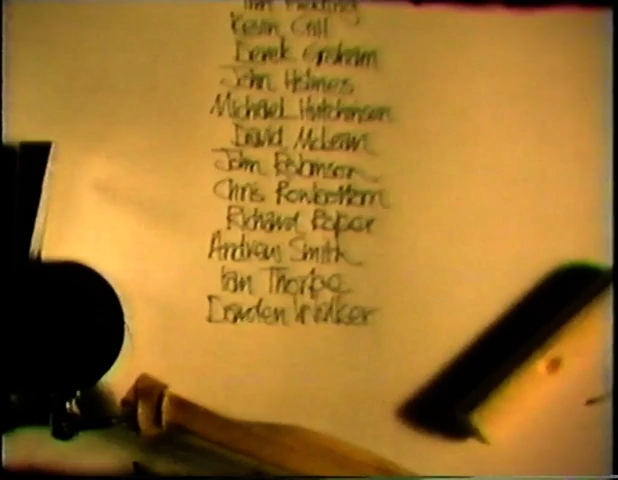 Kevin Gill
Derek Graham
John Holmes
Michael Hutchinson
David McLean
John Robinson
Chris Rowbottom
Richard Roper
Andrew Smith
Ian Thorpe
Dowden Walker